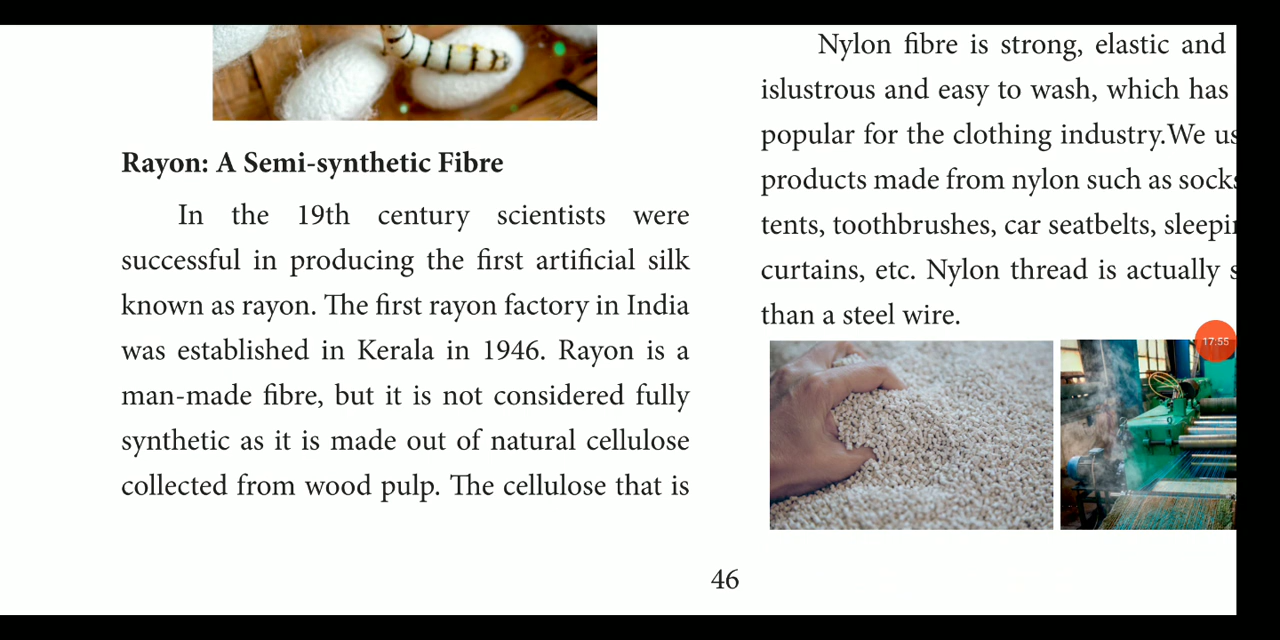 Rayon: A Semi-synthetic Fibre
In the 19th century scientists were
successful in producing the first artificial silk
known as rayon. The first rayon factory in India
was established in Kerala in 1946. Rayon is a
man-made fibre, but it is not considered fully
synthetic as it is made out of natural cellulose
collected from wood pulp. The cellulose that is
Nylon fibre is strong, elastic and
islustrous and easy to wash, which has
popular for the clothing industry.We us
products made from nylon such as socks
tents, toothbrushes, car seatbelts, sleepin
curtains, etc. Nylon thread is actually s
than a steel wire.
17:55
46